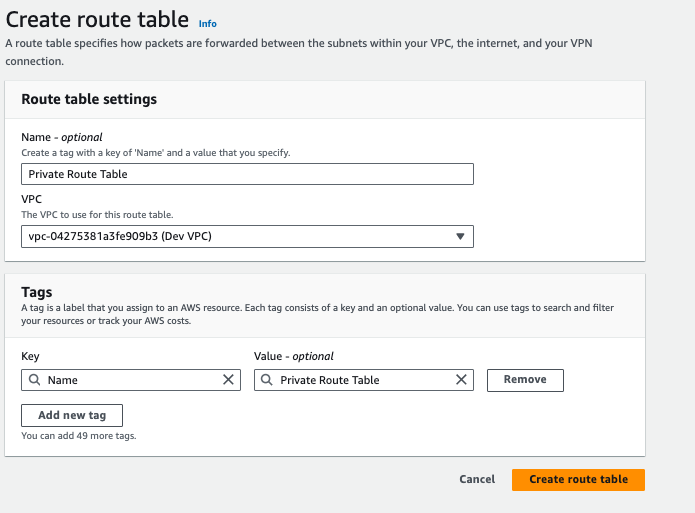 Create route table Info
A route table specifies how packets are forwarded between the subnets within your VPC, the internet, and your VPN
connection.
Route table settings
Name - optional
Create a tag with a key of 'Name' and a value that you specify.
Private Route Table
VPC
The VPC to use for this route table.
vpc-04275381a3fe909b3 (Dev VPC)
Tags
A tag is a label that you assign to an AWS resource. Each tag consists of a key and an optional value. You can use tags to search and filter
your resources or track your AWS costs.
Key Value - optional
Name Private Route Table Remove
Add new tag
You can add 49 more tags.
Cancel Create route table